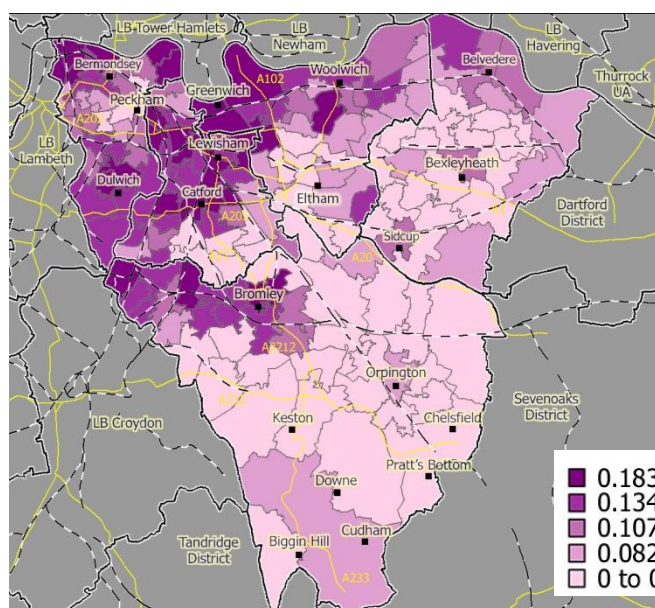 LB Tower Hamlets
LB
Newham
LB
Havering
Bermondsey
Woolwich
Belvedere
A102
Thurrock
UA
Greenwich
Peckham
LB
Lambeth
Lewisham
Bexleyheath
Dulwich
Catford
Eltham
Dartford
District
Sidcup
A20
Bromley
A2212
Orpington
LB Croydon
Keston
Chelsfield
Sevenoaks
District
Pratt's Bottom
Downe
Tandridge
District
Cudham
Biggin Hill
A233
0.183
0.134
0.107
0.082
0 to 0